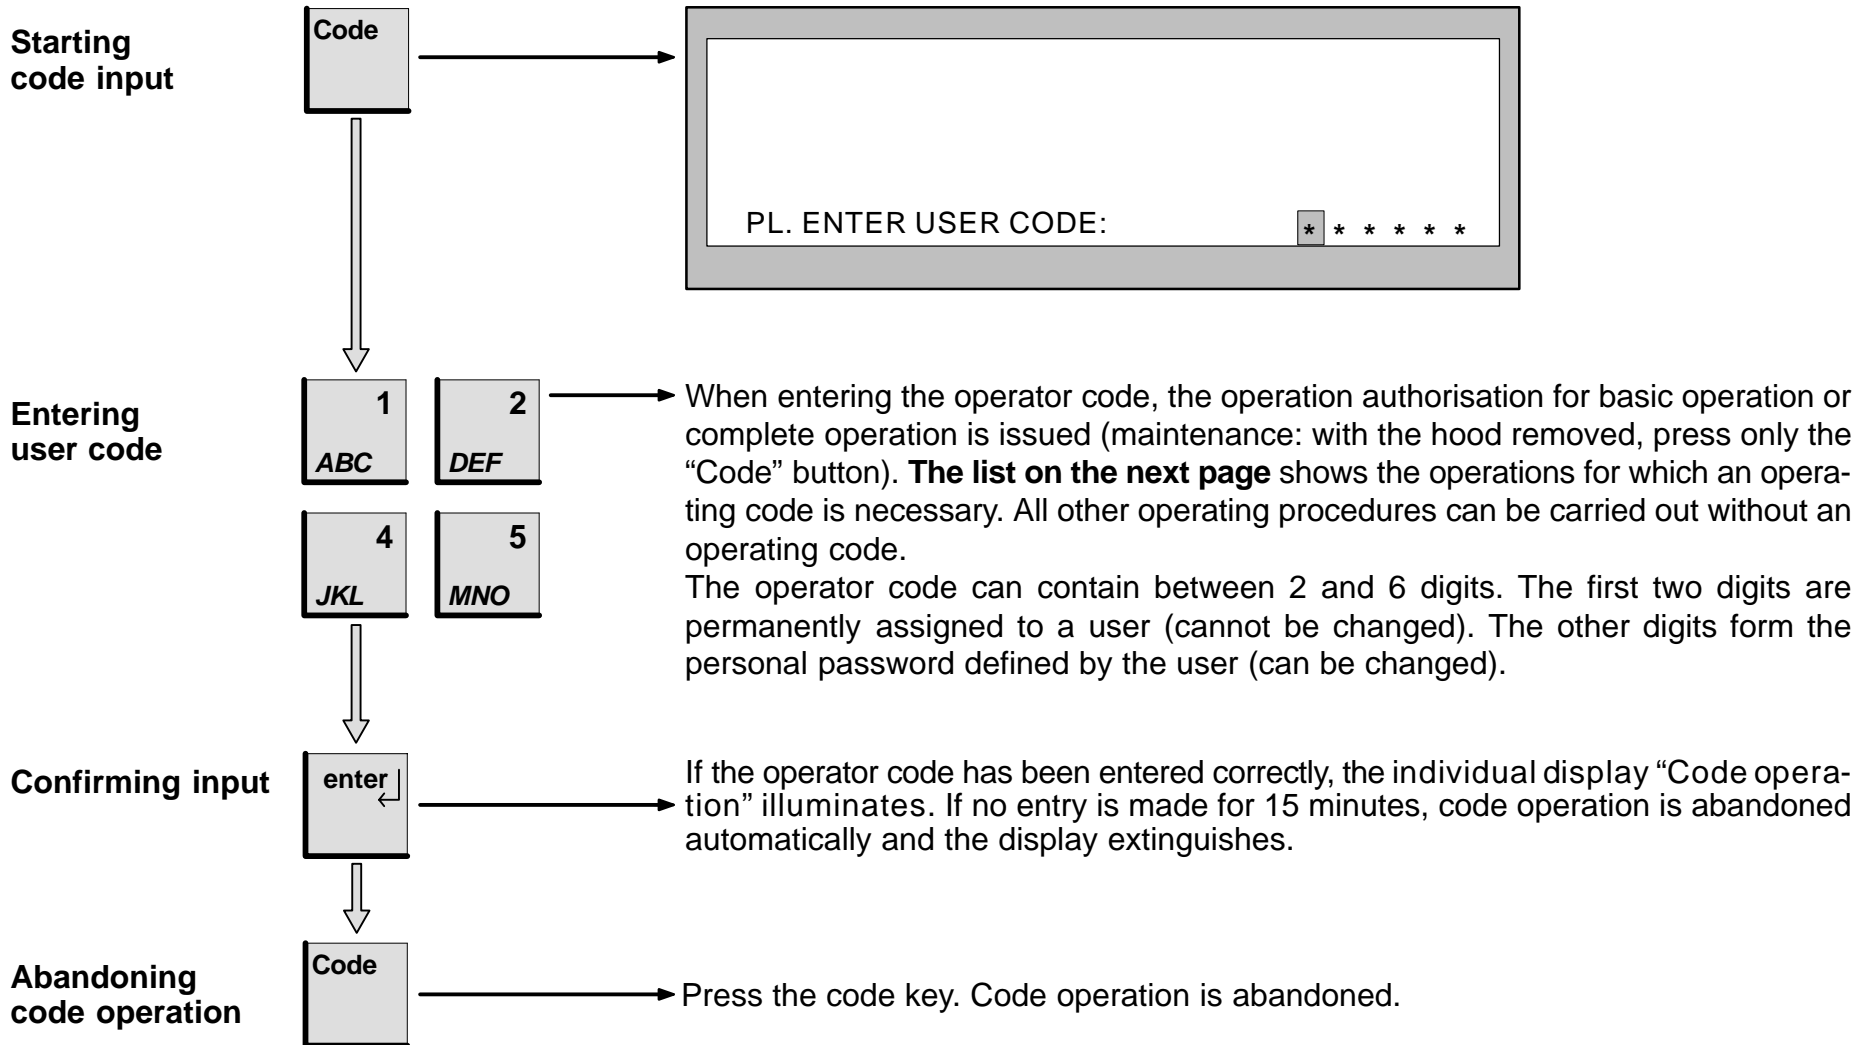 Starting
code input
Code
PL. ENTER USER CODE: * * * * * *
Entering
user code
1
ABC
2
DEF
4
JKL
5
MNO
When entering the operator code, the operation authorisation for basic operation or
complete operation is issued (maintenance: with the hood removed, press only the
“Code” button). The list on the next page shows the operations for which an opera-
ting code is necessary. All other operating procedures can be carried out without an
operating code.
The operator code can contain between 2 and 6 digits. The first two digits are
permanently assigned to a user (cannot be changed). The other digits form the
personal password defined by the user (can be changed).
Confirming input
enter
If the operator code has been entered correctly, the individual display “Code opera-
tion” illuminates. If no entry is made for 15 minutes, code operation is abandoned
automatically and the display extinguishes.
Abandoning
code operation
Code
Press the code key. Code operation is abandoned.